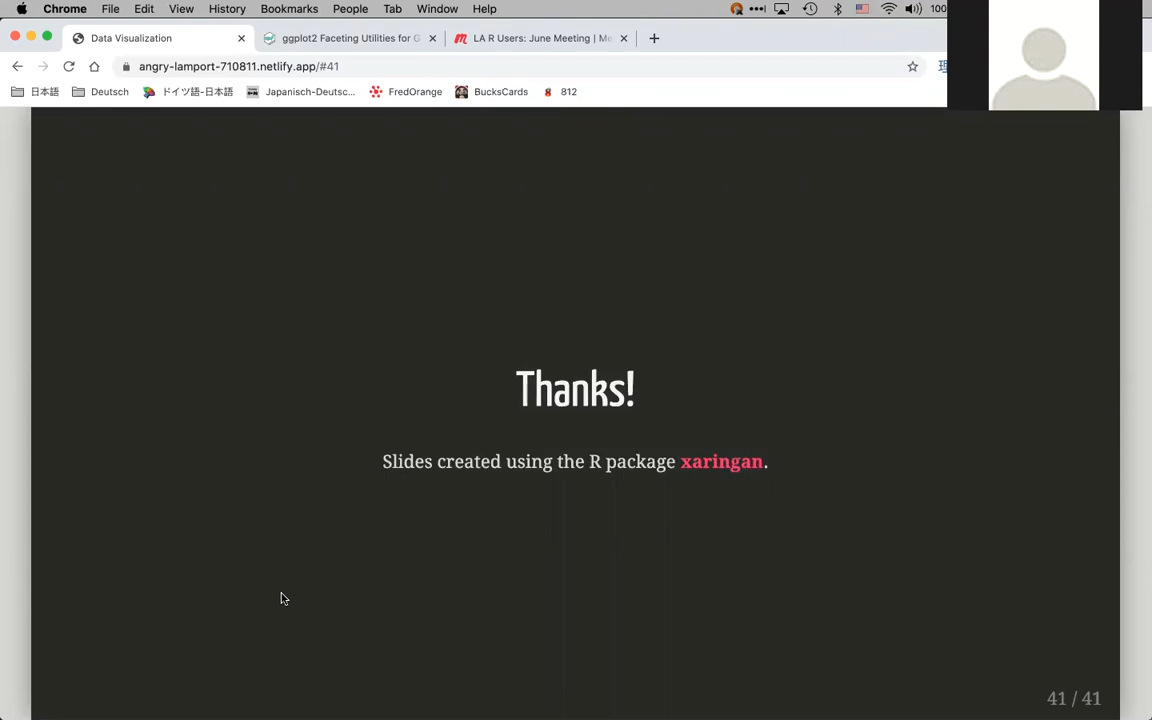 Chrome File Edit View History Bookmarks People Tab Window Help 100
Data Visualization
ggplot2 Faceting Utilities for G
LA R Users: June Meeting | Me
angry-lamport-710811.netlify.app/#41
日本語 Deutsch ドイツ語-日本語 Japanisch-Deutsc... FredOrange BucksCards 812
Thanks!
Slides created using the R package xaringan.
41 / 41